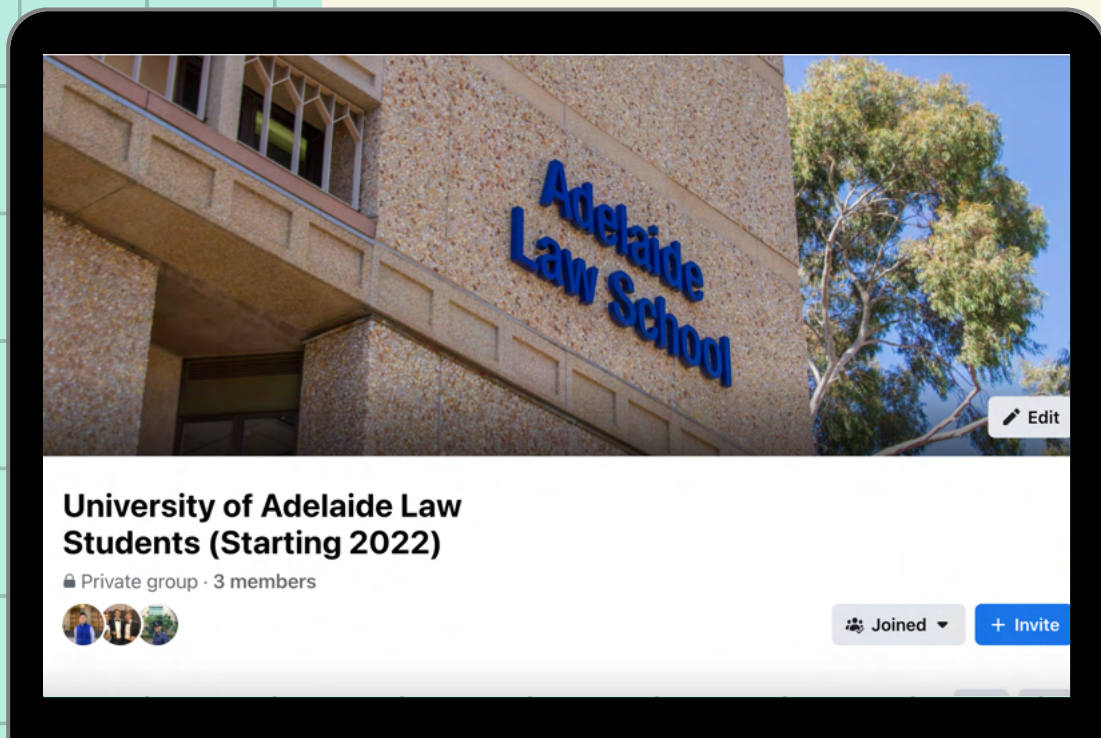 Adelaide
Law School
Edit
University of Adelaide Law
Students (Starting 2022)
Private group · 3 members
Joined
+ Invite